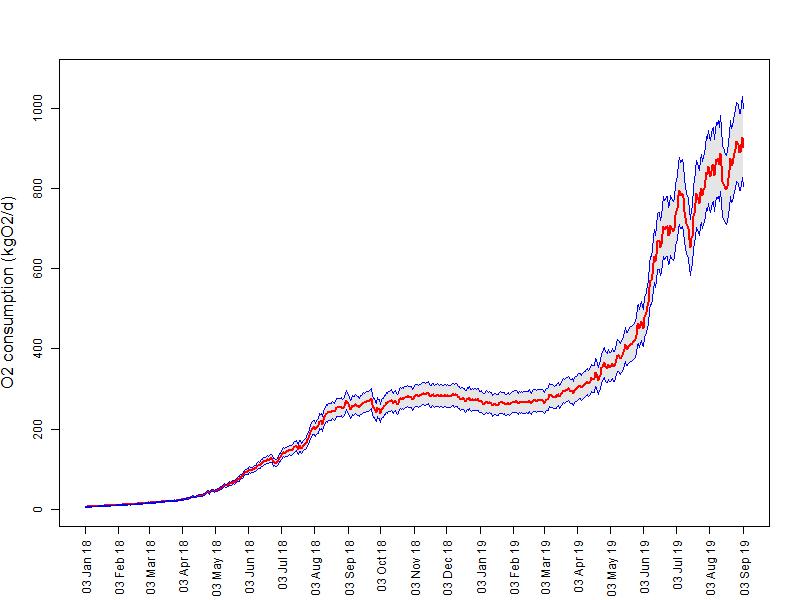 O2 consumption (kgO2/d)
1000
800
600
400
200
0
03 Jan 18
03 Feb 18
03 Mar 18
03 Apr 18
03 May 18
03 Jun 18
03 Jul 18
03 Aug 18
03 Sep 18
03 Oct 18
03 Nov 18
03 Dec 18
03 Jan 19
03 Feb 19
03 Mar 19
03 Apr 19
03 May 19
03 Jun 19
03 Jul 19
03 Aug 19
03 Sep 19